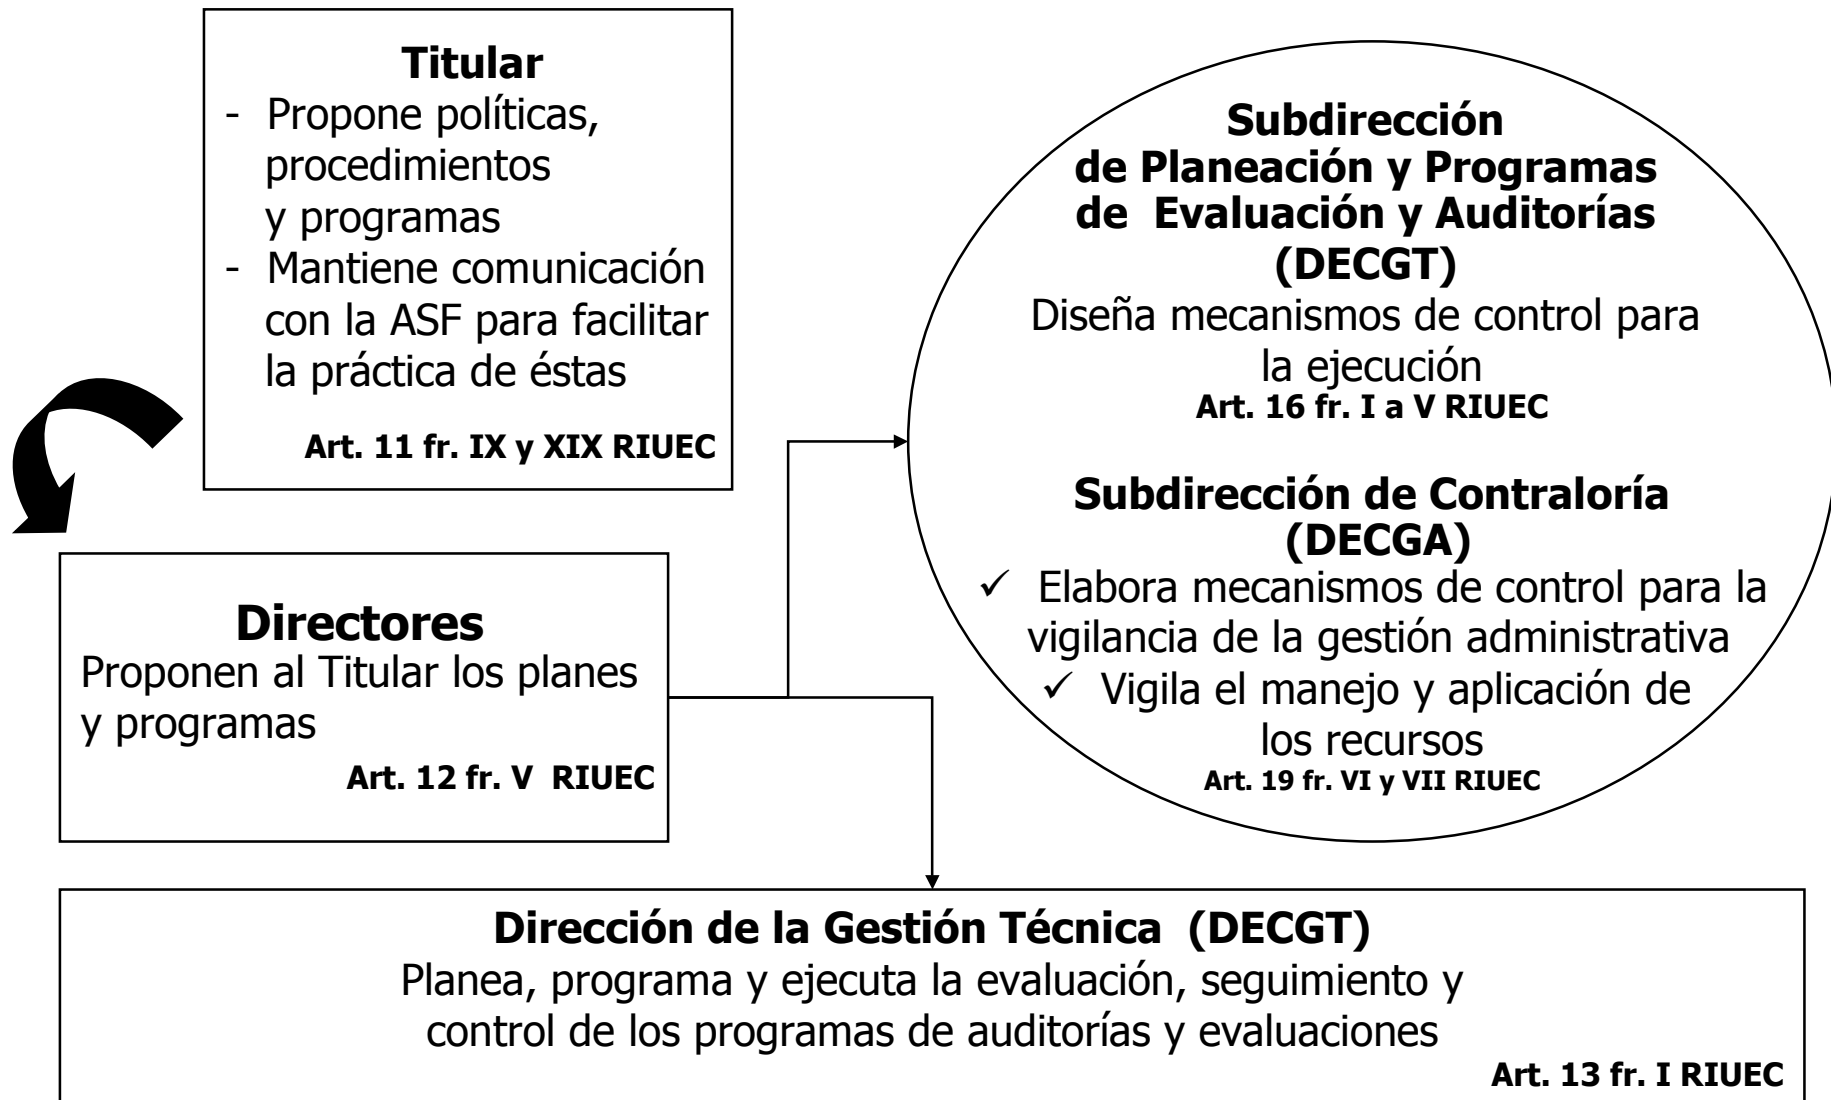 Titular
- Propone políticas,
procedimientos
y programas
- Mantiene comunicación
con la ASF para facilitar
la práctica de éstas
Art. 11 fr. IX y XIX RIUEC
Subdirección
de Planeación y Programas
de Evaluación y Auditorías
(DECGT)
Diseña mecanismos de control para
la ejecución
Art. 16 fr. I a V RIUEC
Subdirección de Contraloría
(DECGA)
✓ Elabora mecanismos de control para la
vigilancia de la gestión administrativa
✓ Vigila el manejo y aplicación de
los recursos
Art. 19 fr. VI y VII RIUEC
Directores
Proponen al Titular los planes
y programas
Art. 12 fr. V RIUEC
Dirección de la Gestión Técnica (DECGT)
Planea, programa y ejecuta la evaluación, seguimiento y
control de los programas de auditorías y evaluaciones
Art. 13 fr. I RIUEC